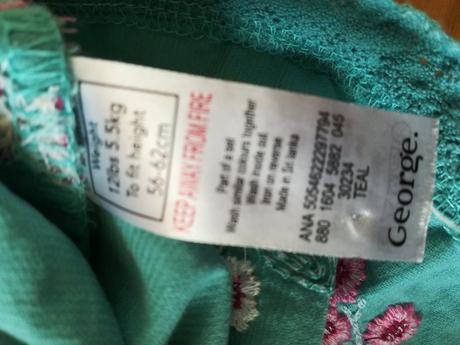 Weight
12lbs 5.5kg
To fit height
56-62cm
KEEP AWAY FROM FIRE
Part of a set
Wash similar colours together
Wash inside out
Iron on reverse
Made in Sri lanka
ANA 5054622297794
880 1604 5882 045
30234
TEAL
George.